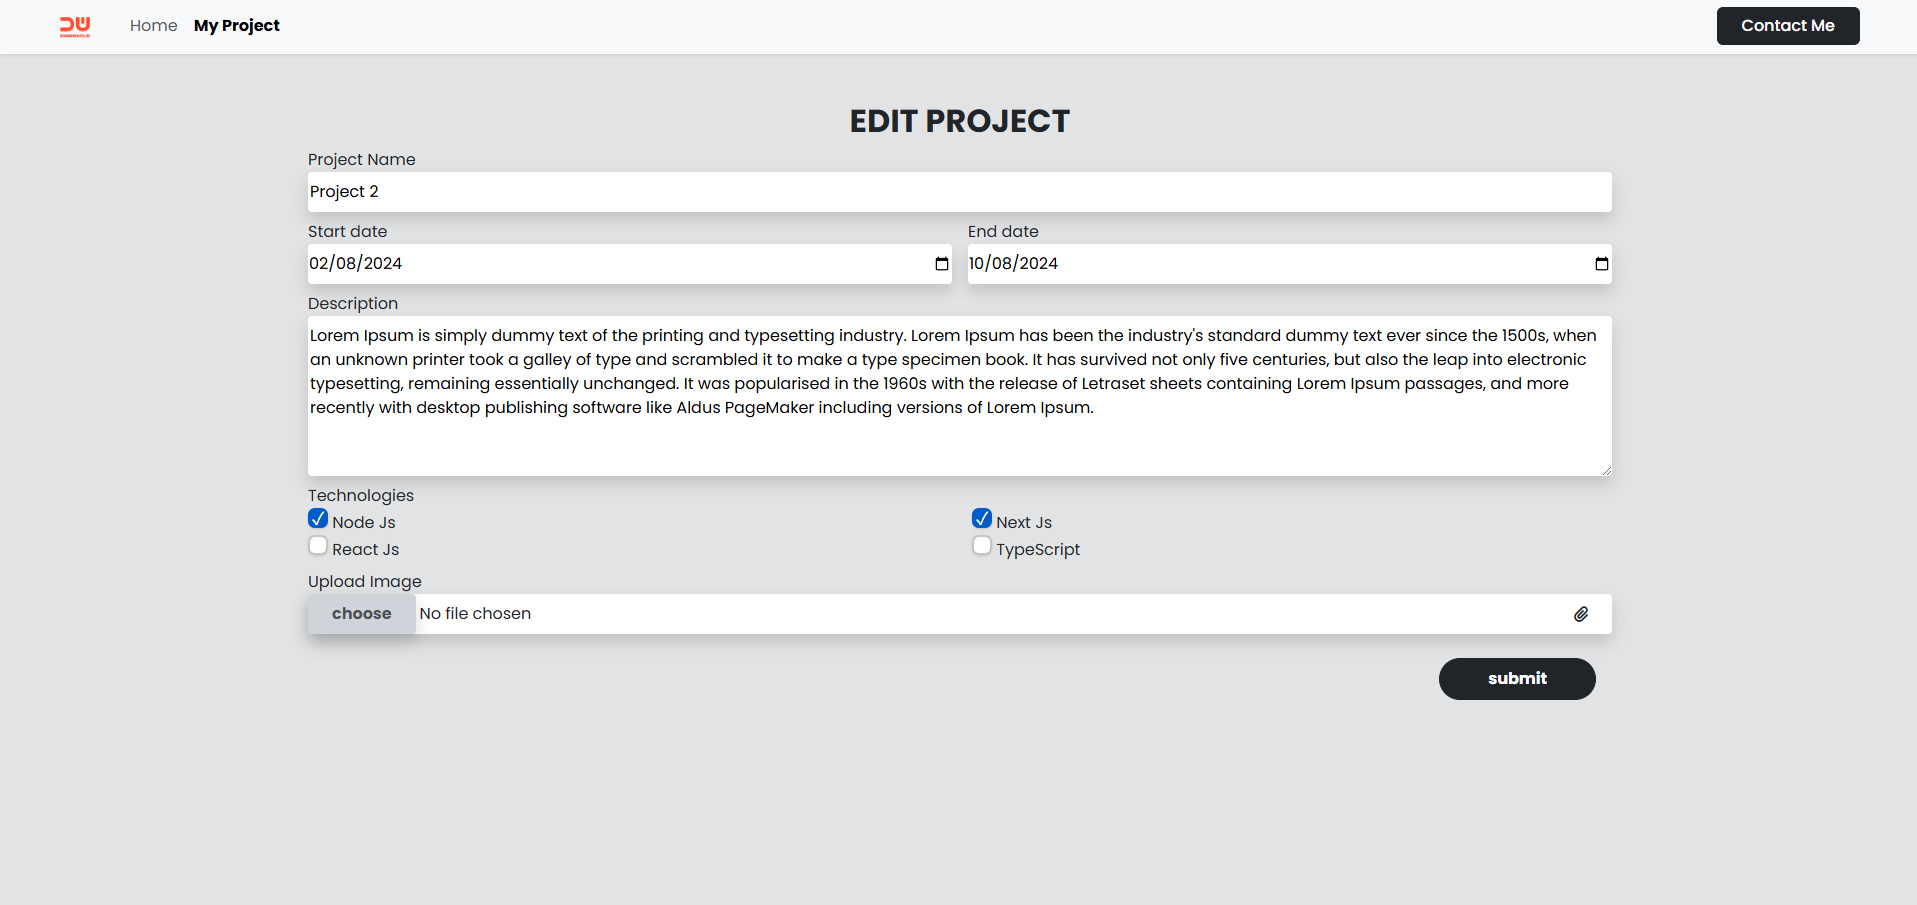 Home My Project Contact Me
EDIT PROJECT
Project Name
Project 2
Start date End date
02/08/2024 10/08/2024
Description
Lorem Ipsum is simply dummy text of the printing and typesetting industry. Lorem Ipsum has been the industry's standard dummy text ever since the 1500s, when
an unknown printer took a galley of type and scrambled it to make a type specimen book. It has survived not only five centuries, but also the leap into electronic
typesetting, remaining essentially unchanged. It was popularised in the 1960s with the release of Letraset sheets containing Lorem Ipsum passages, and more
recently with desktop publishing software like Aldus PageMaker including versions of Lorem Ipsum.
Technologies
Node Js Next Js
React Js TypeScript
Upload Image
choose No file chosen
submit